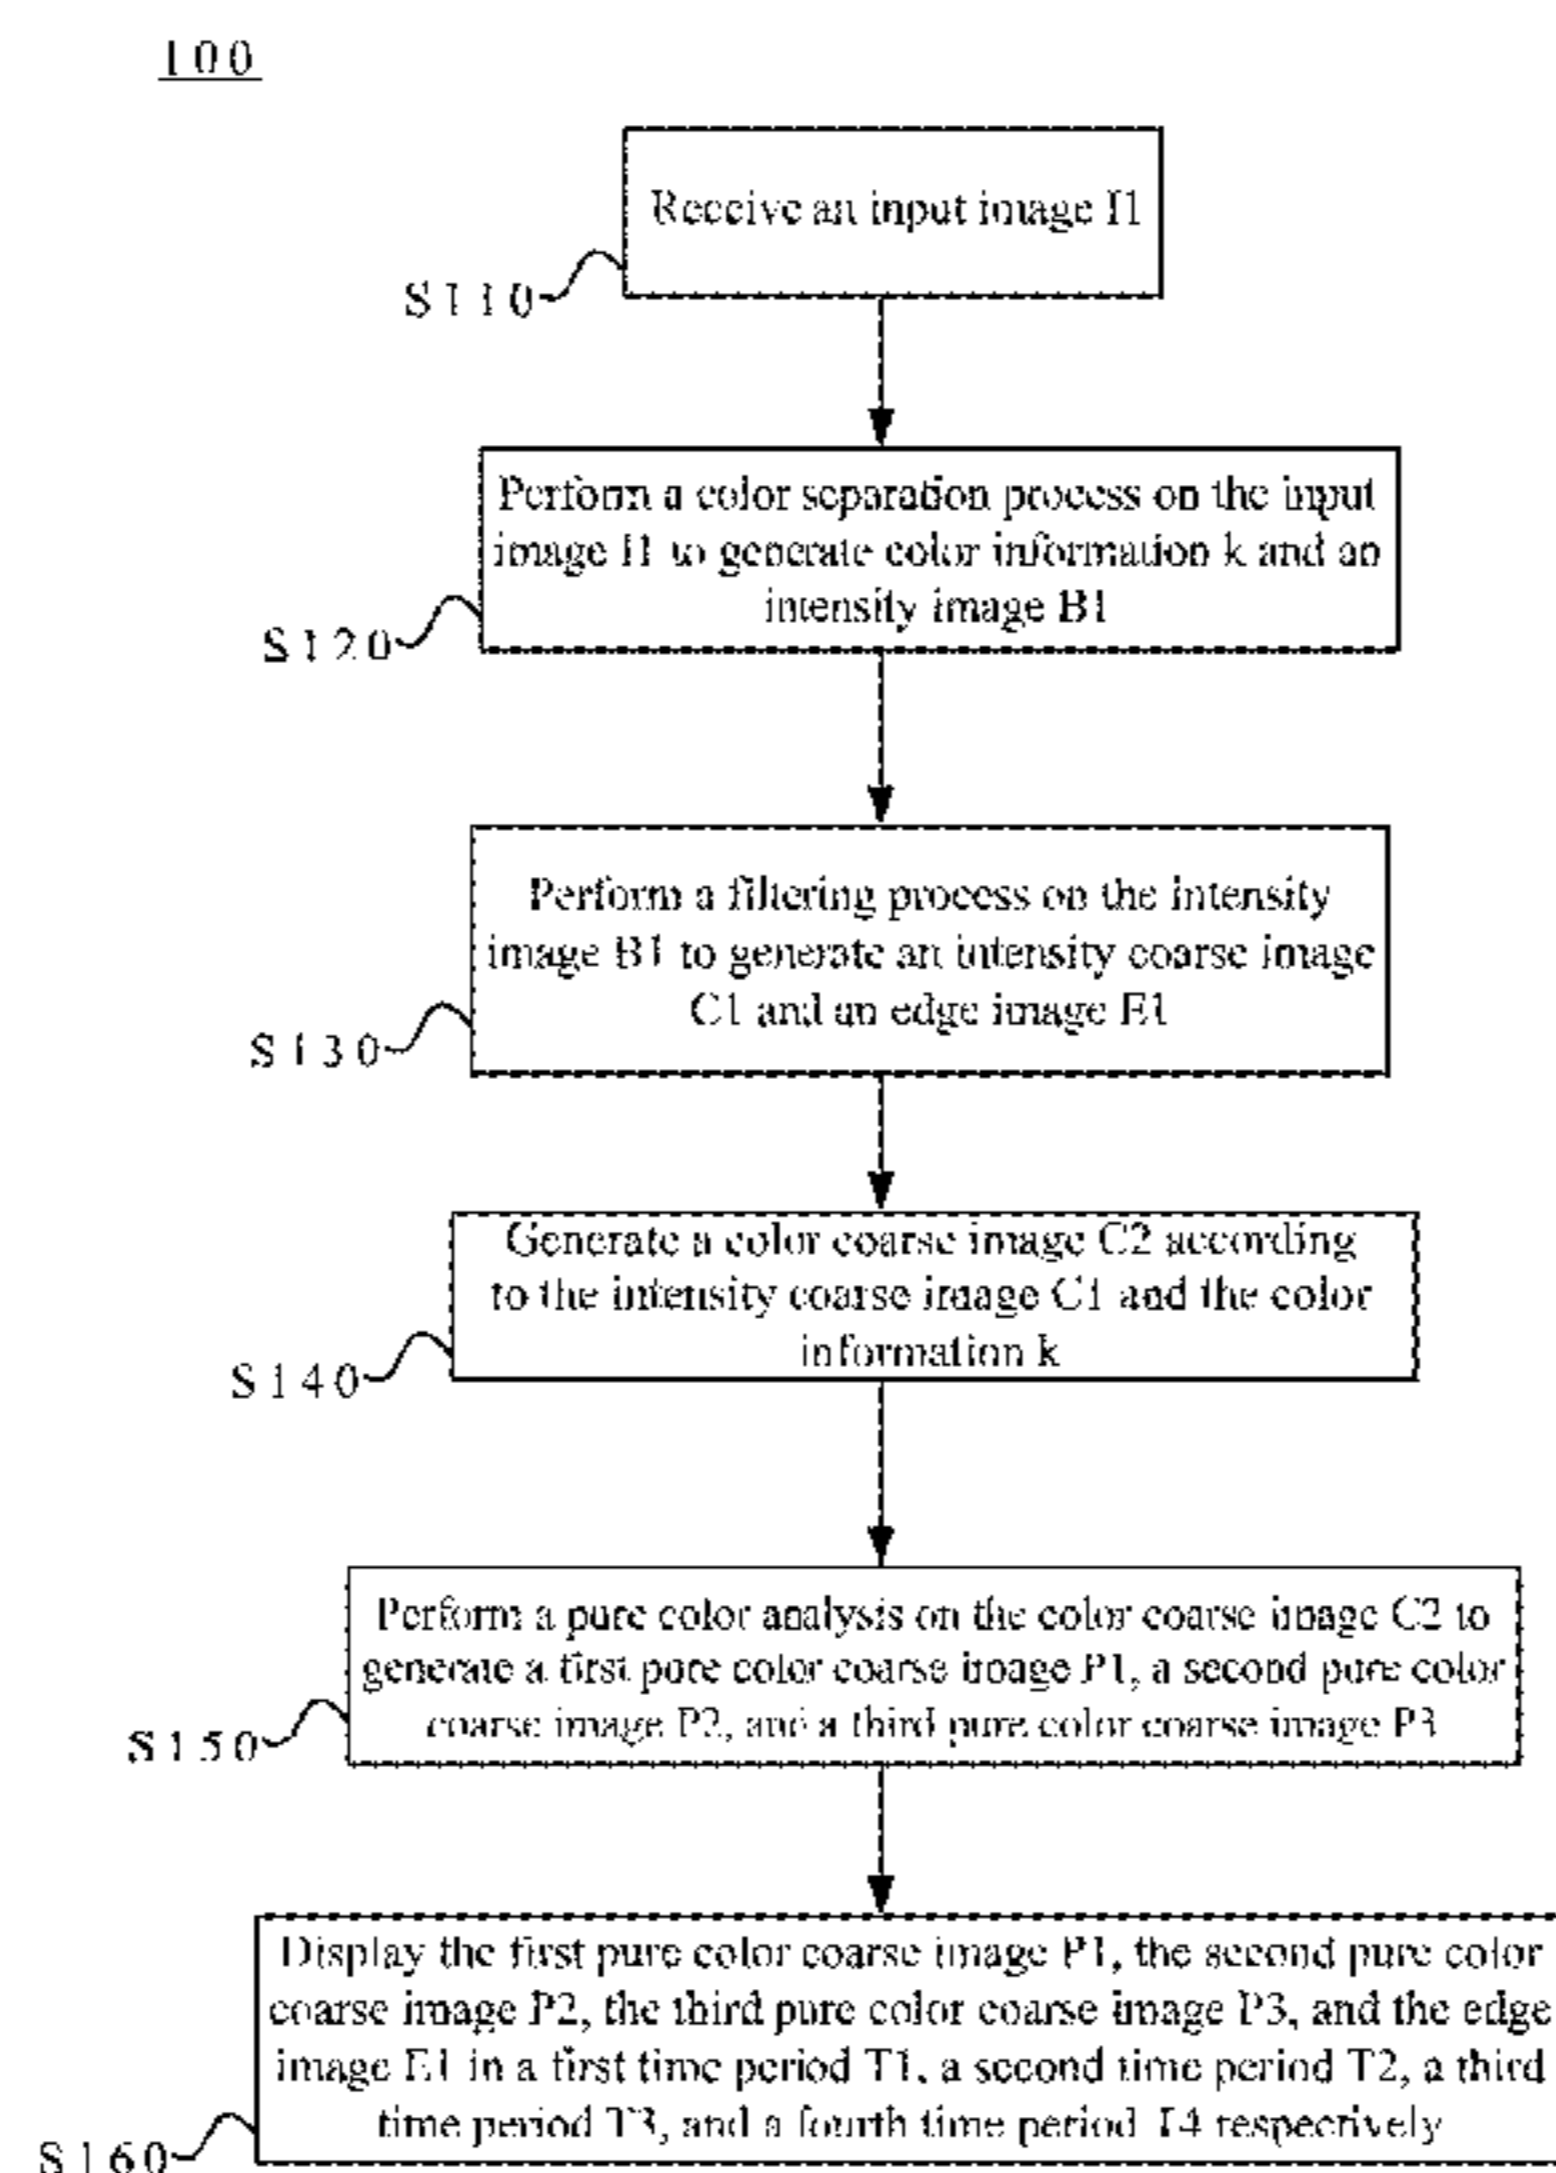 100
Receive an input image I1
S110
Perform a color separation process on the input
image I1 to generate color information k and an
intensity image B1
S120
Perform a filtering process on the intensity
image B1 to generate an intensity coarse image
C1 and an edge image E1
S130
Generate a color coarse image C2 according
to the intensity coarse image C1 and the color
information k
S140
Perform a pure color analysis on the color coarse image C2 to
generate a first pure color coarse image P1, a second pure color
coarse image P2, and a third pure color coarse image P3
S150
Display the first pure color coarse image P1, the second pure color
coarse image P2, the third pure color coarse image P3, and the edge
image E1 in a first time period T1, a second time period T2, a third
time period T3, and a fourth time period T4 respectively
S160